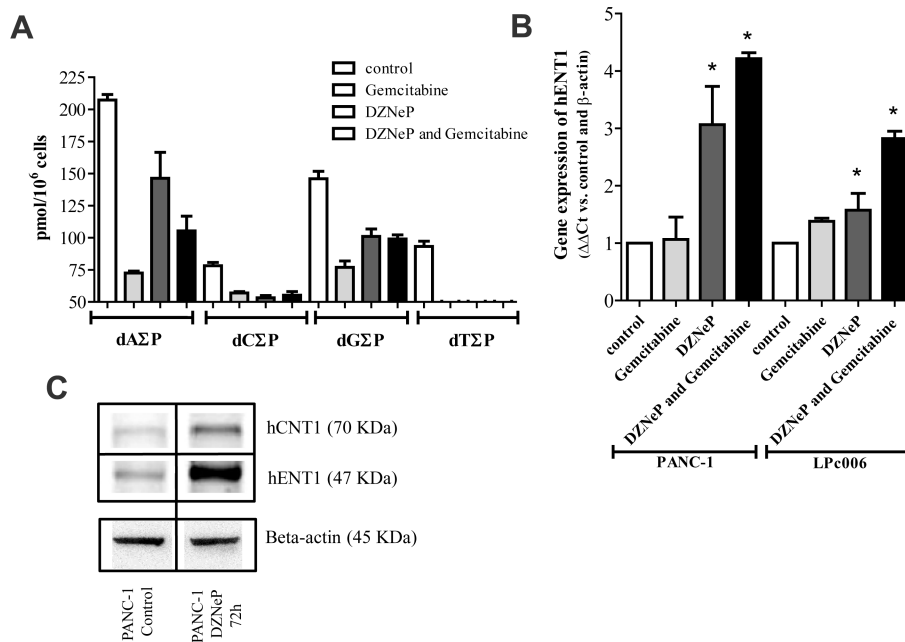 A
225
200
175
150
125
100
75
50
pmol/10⁶ cells
control
Gemcitabine
DZNeP
DZNeP and Gemcitabine
dAΣP
dCΣP
dGΣP
dTΣP
B
Gene expression of hENT1
(ΔΔCt vs. control and β-actin)
5
4
3
2
1
0
*
*
*
*
control
Gemcitabine
DZNeP
DZNeP and Gemcitabine
control
Gemcitabine
DZNeP
DZNeP and Gemcitabine
PANC-1
LPc006
C
hCNT1 (70 KDa)
hENT1 (47 KDa)
Beta-actin (45 KDa)
PANC-1
Control
PANC-1
DZNeP
72h